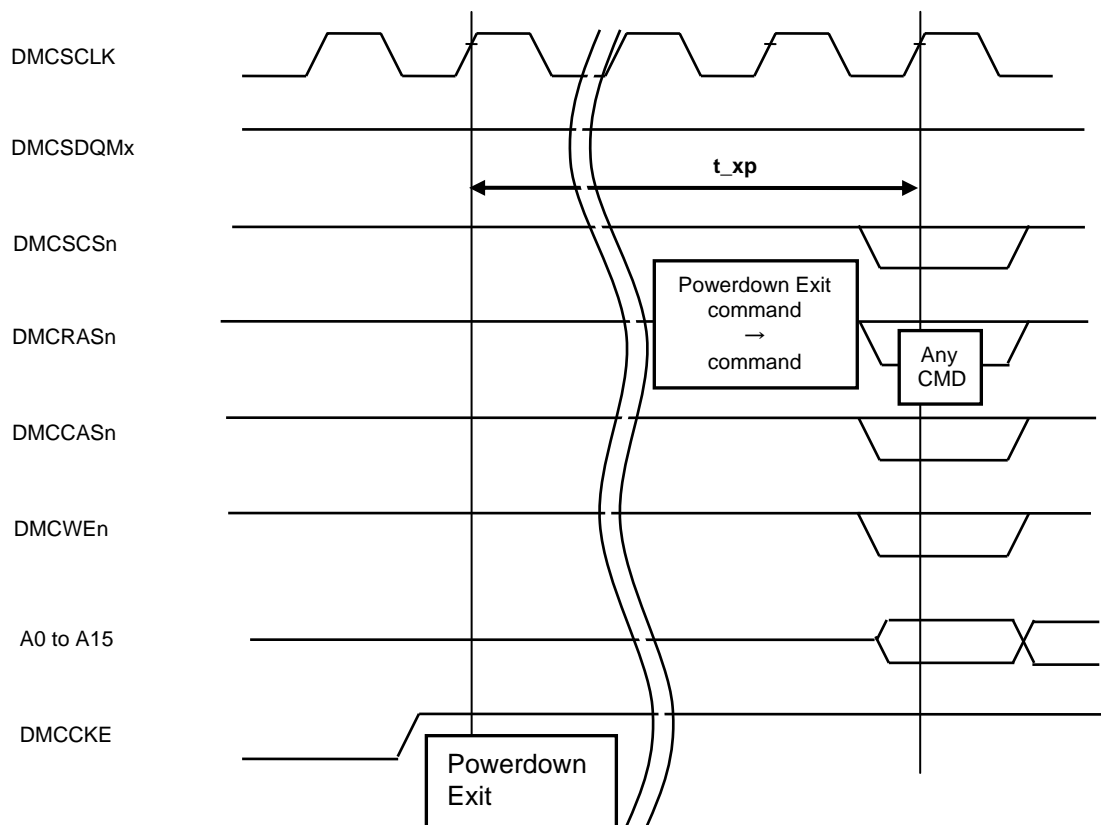 DMCSCLK
DMCSDQMx
t_xp
DMCSCSn
Powerdown Exit
command
→
command
DMCRASn
Any
CMD
DMCCASn
DMCWEn
A0 to A15
DMCCKE
Powerdown
Exit